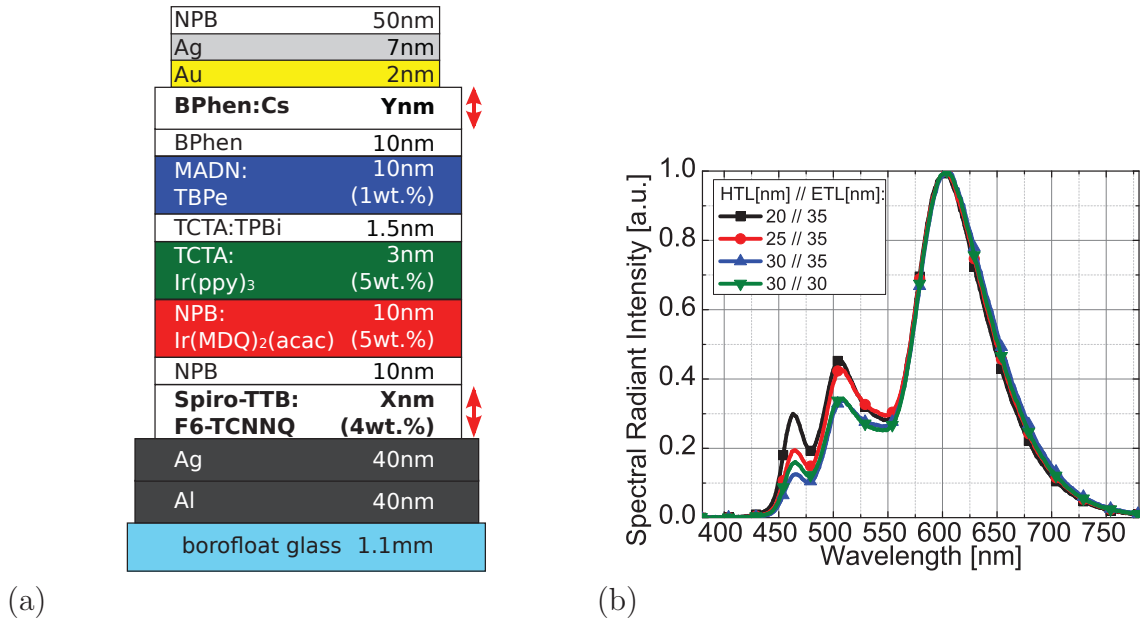 NPB 50nm
Ag 7nm
Au 2nm
BPhen:Cs Ynm
BPhen 10nm
MADN: 10nm
TBPe (1wt.%)
TCTA:TPBi 1.5nm
TCTA: 3nm
Ir(ppy)₃ (5wt.%)
NPB: 10nm
Ir(MDQ)₂(acac) (5wt.%)
NPB 10nm
Spiro-TTB: Xnm
F6-TCNNQ (4wt.%)
Ag 40nm
Al 40nm
borofloat glass 1.1mm
(a)
Spectral Radiant Intensity [a.u.]
1.0
0.8
0.6
0.4
0.2
0.0
HTL[nm] // ETL[nm]:
20 // 35
25 // 35
30 // 35
30 // 30
400 450 500 550 600 650 700 750
Wavelength [nm]
(b)